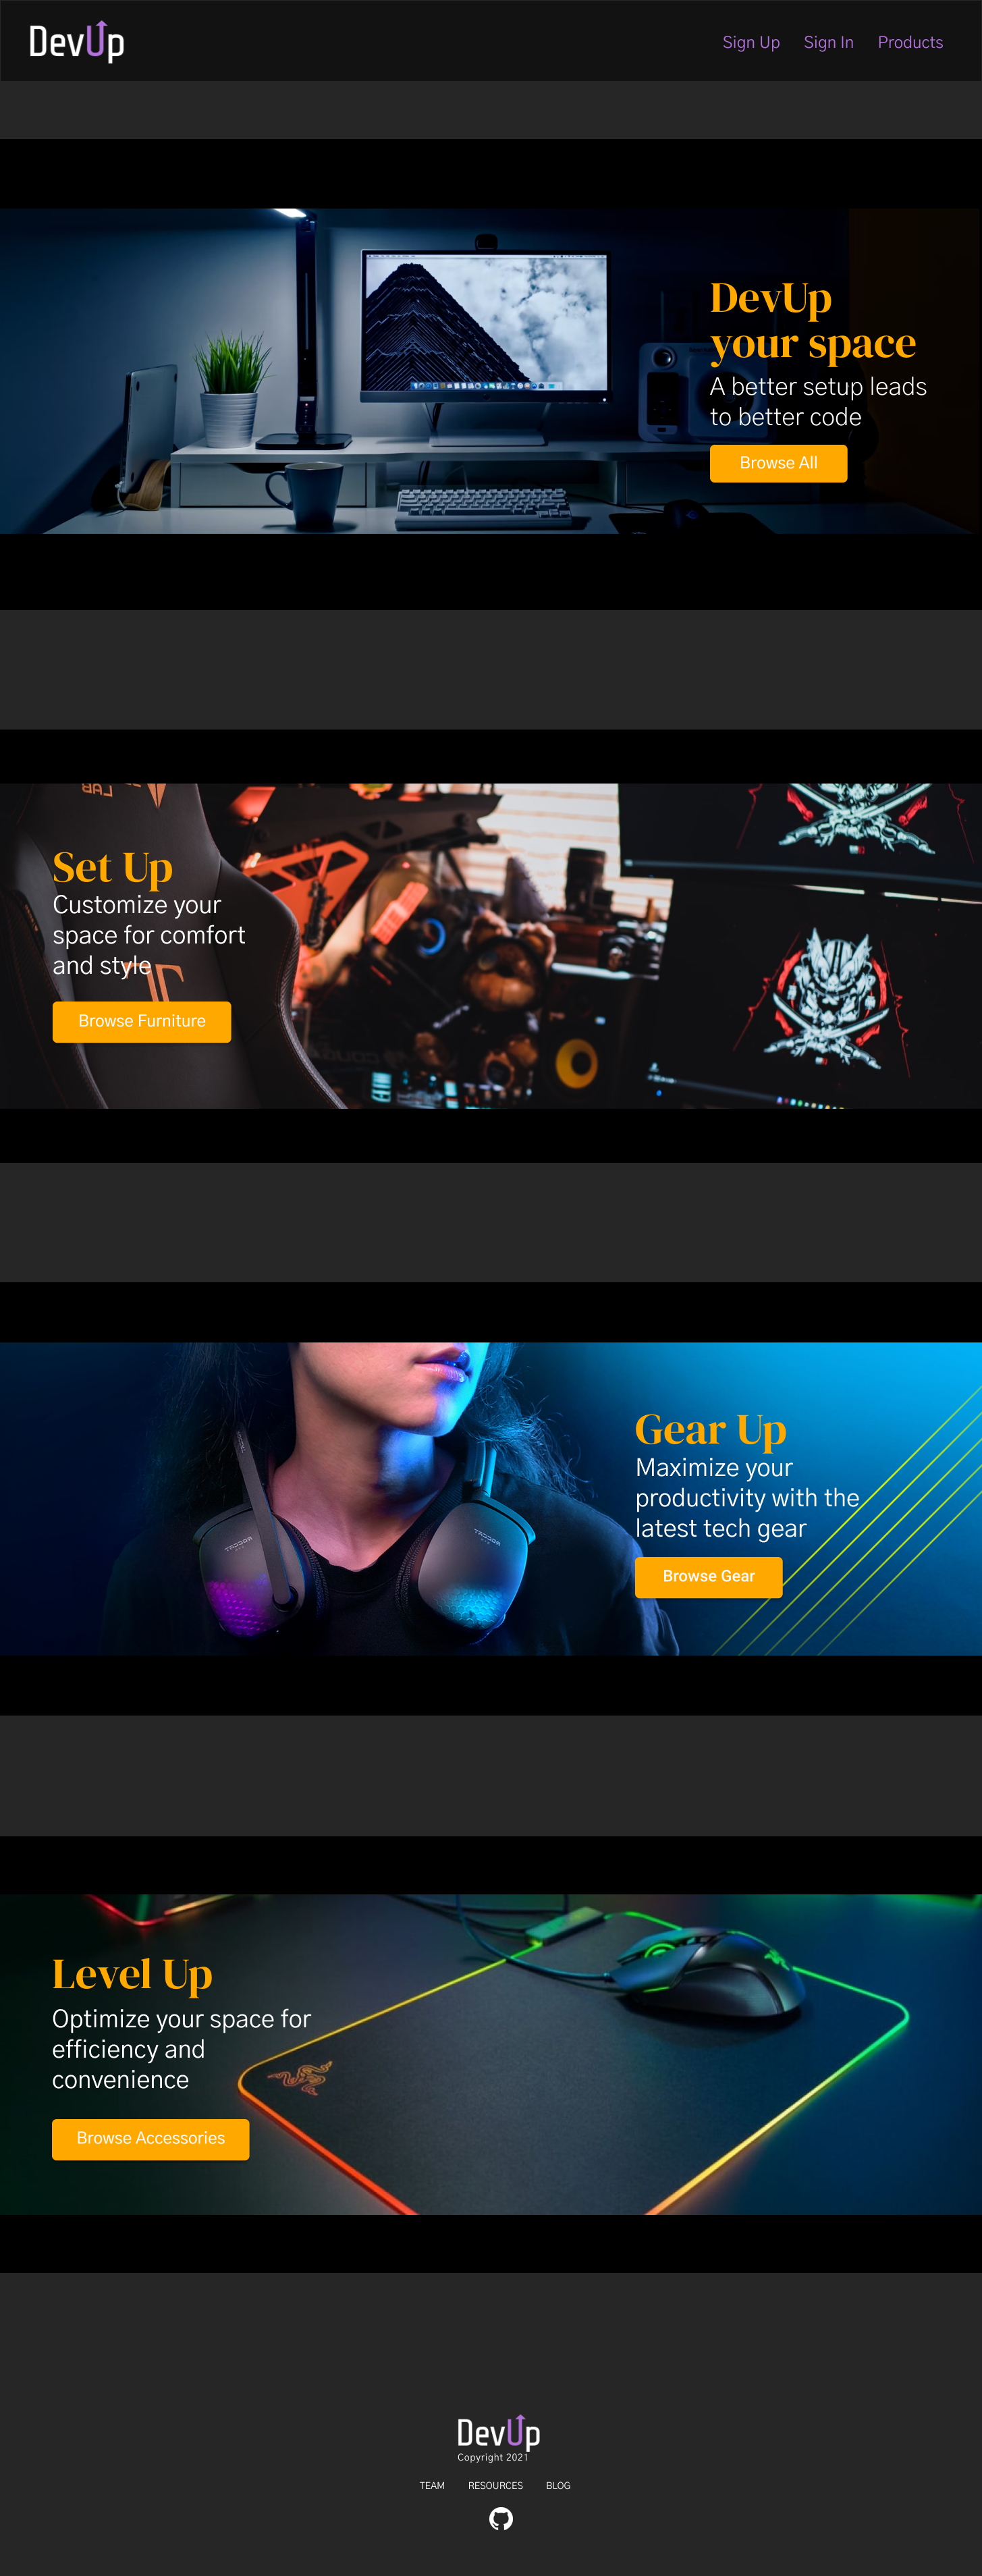 DevUp
Sign Up Sign In Products
DevUp
your space
A better setup leads
to better code
Browse All
Set Up
Customize your
space for comfort
and style
Browse Furniture
Gear Up
Maximize your
productivity with the
latest tech gear
Browse Gear
ROCCAT
ROCCAT
Level Up
Optimize your space for
efficiency and
convenience
Browse Accessories
DevUp
Copyright 2021
TEAM RESOURCES BLOG